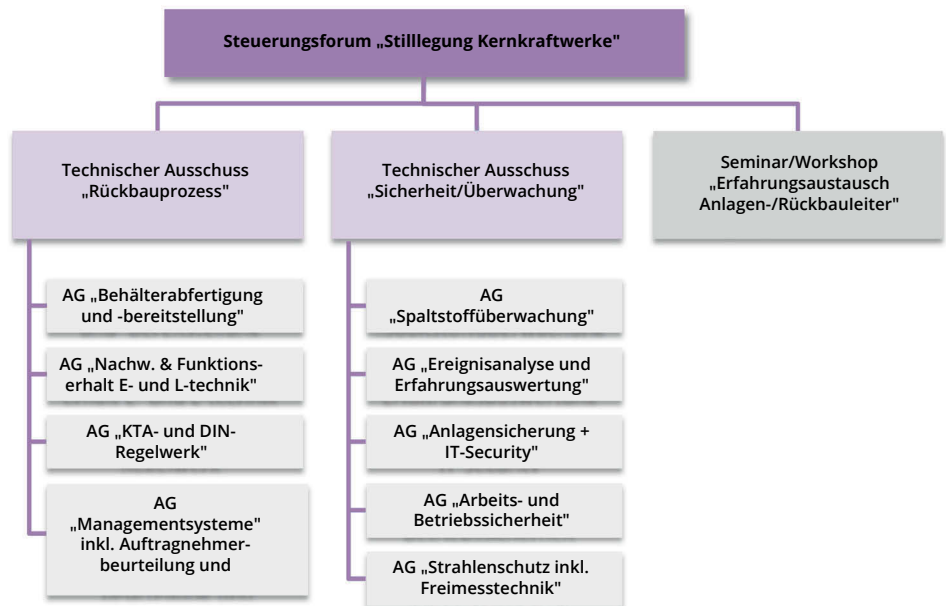 Steuerungsforum „Stilllegung Kernkraftwerke"
Technischer Ausschuss
„Rückbauprozess"
AG „Behälterabfertigung
und -bereitstellung"
AG „Nachw. & Funktions-
erhalt E- und L-technik"
AG „KTA- und DIN-
Regelwerk"
AG
„Managementsysteme"
inkl. Auftragnehmer-
beurteilung und
Technischer Ausschuss
„Sicherheit/Überwachung"
AG
„Spaltstoffüberwachung"
AG „Ereignisanalyse und
Erfahrungsauswertung"
AG „Anlagensicherung +
IT-Security"
AG „Arbeits- und
Betriebssicherheit"
AG „Strahlenschutz inkl.
Freimesstechnik"
Seminar/Workshop
„Erfahrungsaustausch
Anlagen-/Rückbauleiter"